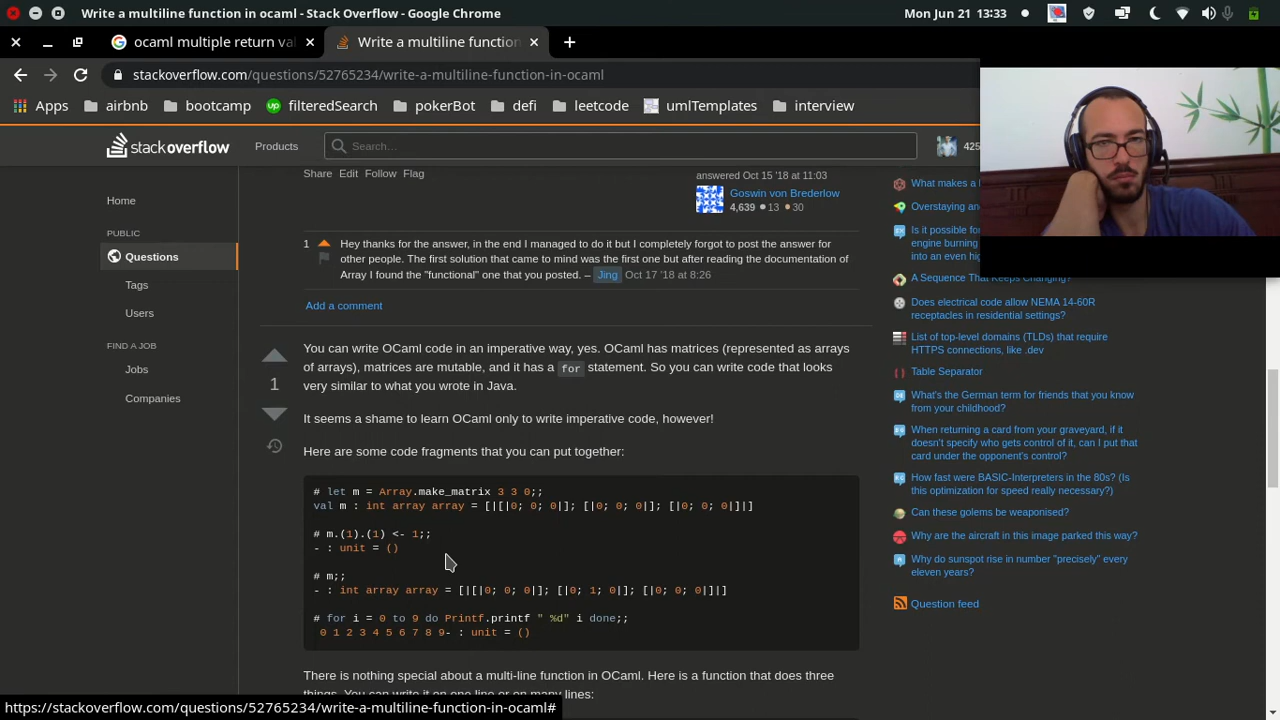 Write a multiline function in ocaml - Stack Overflow - Google Chrome
Mon Jun 21 13:33
ocaml multiple return val
Write a multiline function
stackoverflow.com/questions/52765234/write-a-multiline-function-in-ocaml
Apps
airbnb
bootcamp
up
filteredSearch
pokerBot
defi
leetcode
umlTemplates
interview
stackoverflow
Products
Search...
425
Home
PUBLIC
Questions
Tags
Users
FIND A JOB
Jobs
Companies
Share Edit Follow Flag
answered Oct 15 '18 at 11:03
Goswin von Brederlow
4,639 13 30
1
Hey thanks for the answer, in the end I managed to do it but I completely forgot to post the answer for
other people. The first solution that came to mind was the first one but after reading the documentation of
Array I found the "functional" one that you posted. – Jing Oct 17 '18 at 8:26
Add a comment
1
You can write OCaml code in an imperative way, yes. OCaml has matrices (represented as arrays
of arrays), matrices are mutable, and it has a for statement. So you can write code that looks
very similar to what you wrote in Java.
It seems a shame to learn OCaml only to write imperative code, however!
Here are some code fragments that you can put together:
# let m = Array.make_matrix 3 3 0;;
val m : int array array = [|[|0; 0; 0|]; [|0; 0; 0|]; [|0; 0; 0|]|]
# m.(1).(1) <- 1;;
- : unit = ()
# m;;
- : int array array = [|[|0; 0; 0|]; [|0; 1; 0|]; [|0; 0; 0|]|]
# for i = 0 to 9 do Printf.printf " %d" i done;;
0 1 2 3 4 5 6 7 8 9- : unit = ()
There is nothing special about a multi-line function in OCaml. Here is a function that does three
things. You can write it on one line or on many lines:
What makes a
Overstaying an
Is it possible fo
engine burning
into an even hi
A Sequence That Keeps Changing?
Does electrical code allow NEMA 14-60R
receptacles in residential settings?
List of top-level domains (TLDs) that require
HTTPS connections, like .dev
Table Separator
What's the German term for friends that you know
from your childhood?
When returning a card from your graveyard, if it
doesn't specify who gets control of it, can I put that
card under the opponent's control?
How fast were BASIC-Interpreters in the 80s? (Is
this optimization for speed really necessary?)
Can these golems be weaponised?
Why are the aircraft in this image parked this way?
Why do sunspot rise in number "precisely" every
eleven years?
Question feed
https://stackoverflow.com/questions/52765234/write-a-multiline-function-in-ocaml#